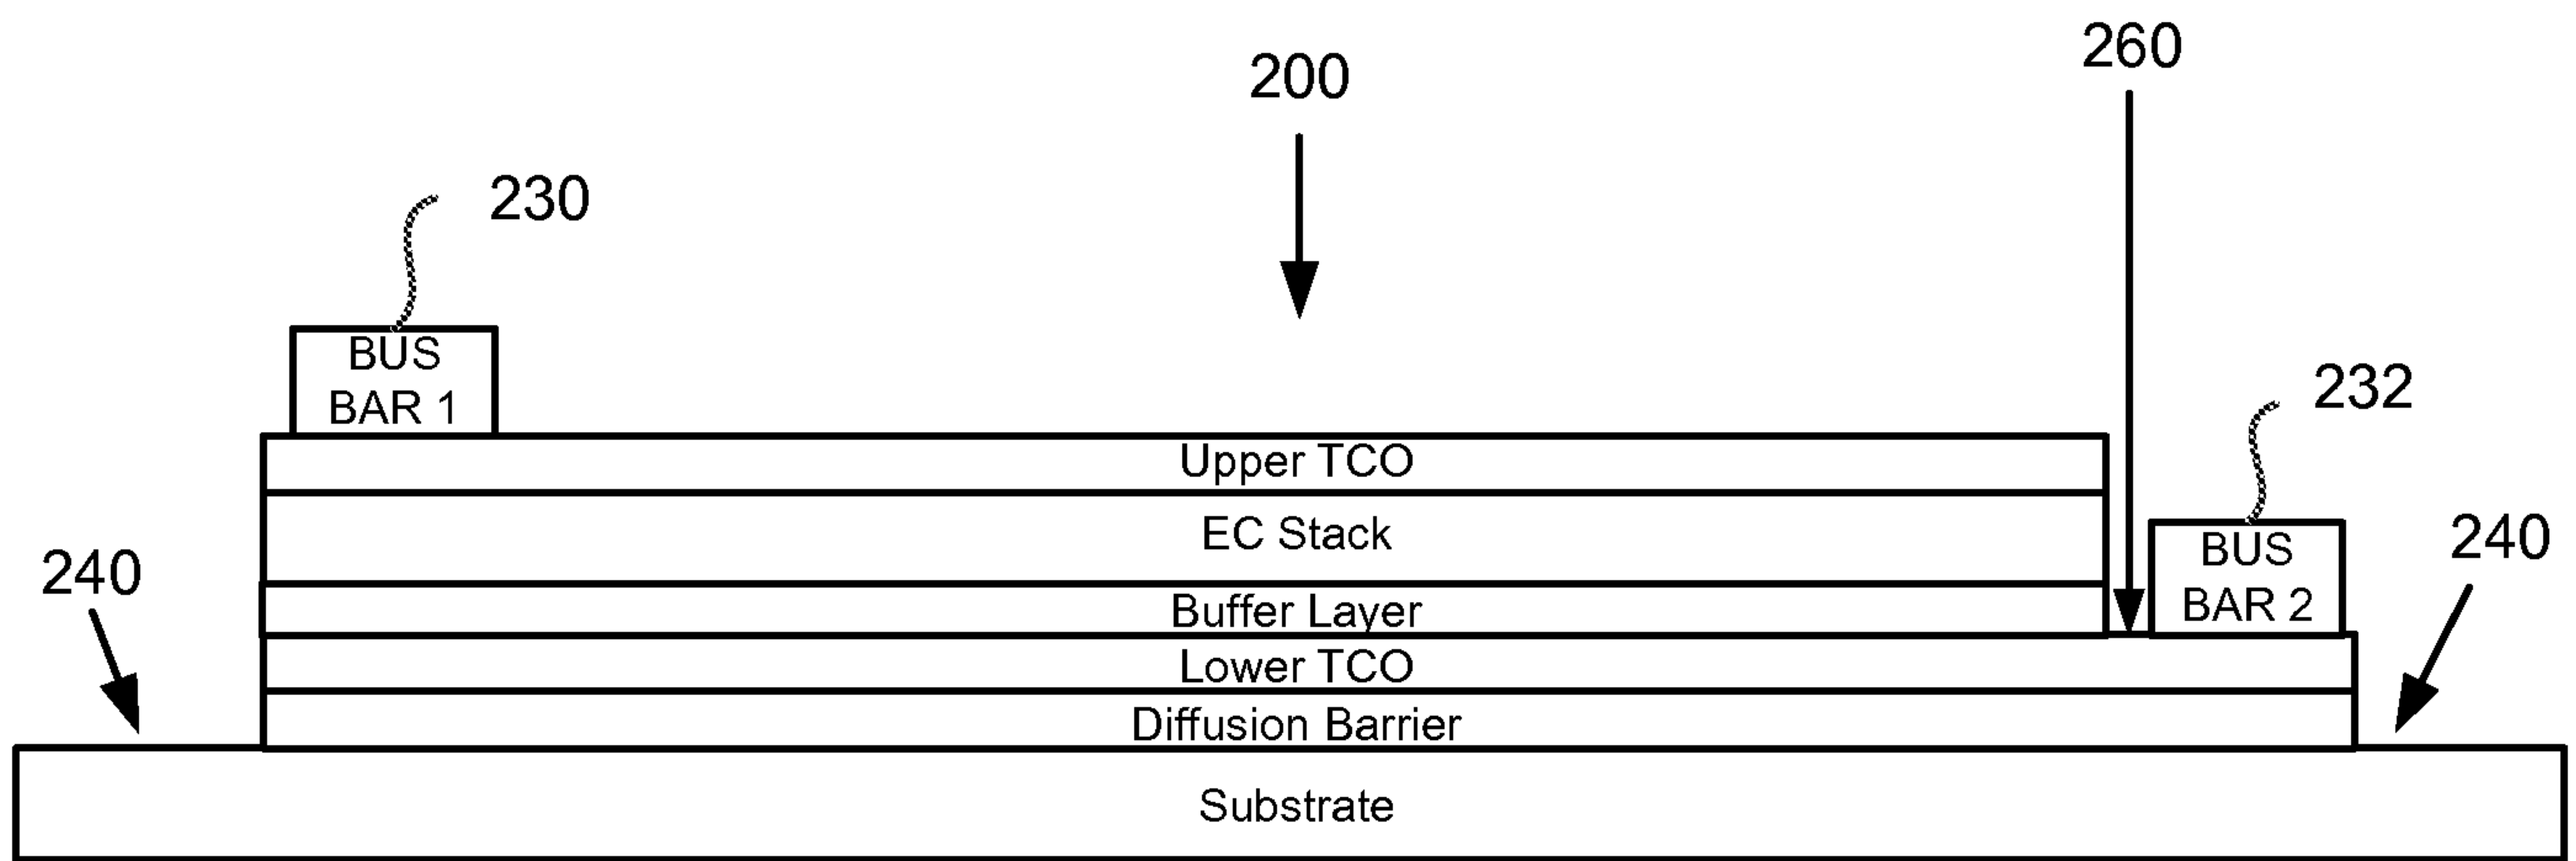 260
200
230
BUS
BAR 1
232
Upper TCO
EC Stack
240
BUS
BAR 2
240
Buffer Layer
Lower TCO
Diffusion Barrier
Substrate